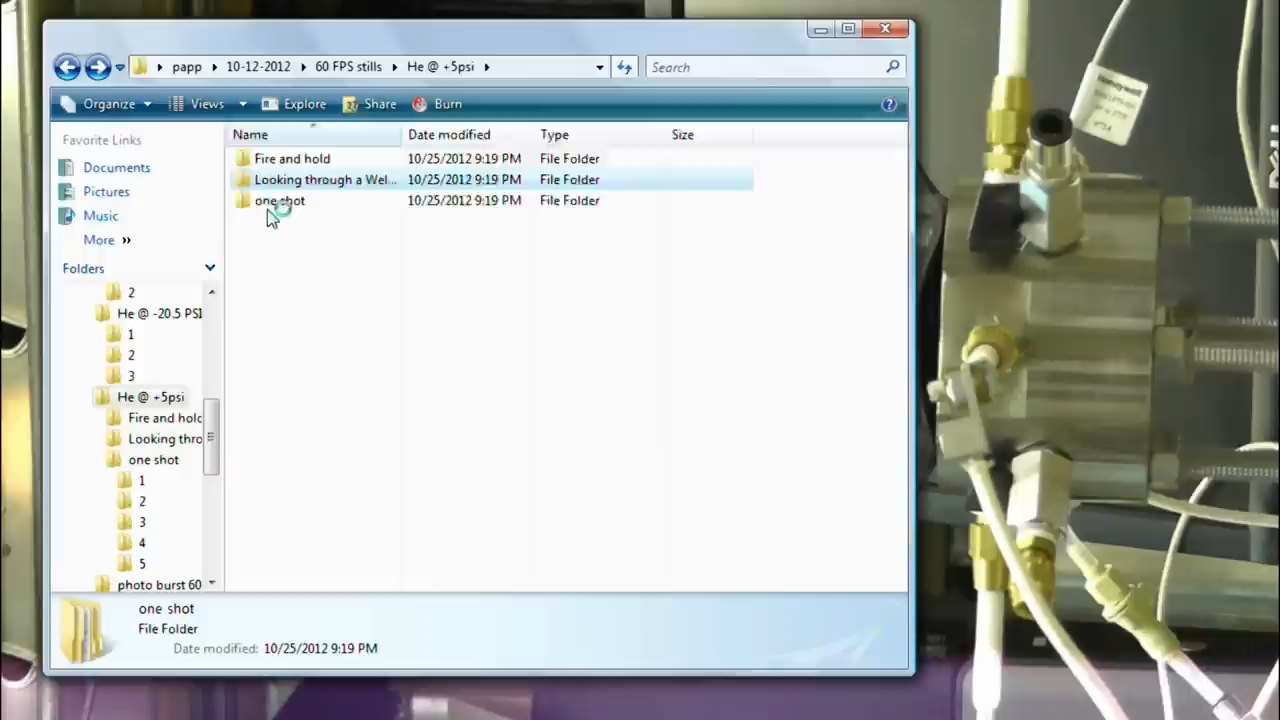 papp 10-12-2012 60 FPS stills He @ +5psi Search
Organize Views Explore Share Burn
Favorite Links
Documents
Pictures
Music
More »
Folders
2
He @ -20.5 PSI
1
2
3
He @ +5psi
Fire and hold
Looking thro
one shot
1
2
3
4
5
photo burst 60
Name Date modified Type Size
Fire and hold 10/25/2012 9:19 PM File Folder
Looking through a Wel... 10/25/2012 9:19 PM File Folder
one shot 10/25/2012 9:19 PM File Folder
one shot
File Folder
Date modified: 10/25/2012 9:19 PM